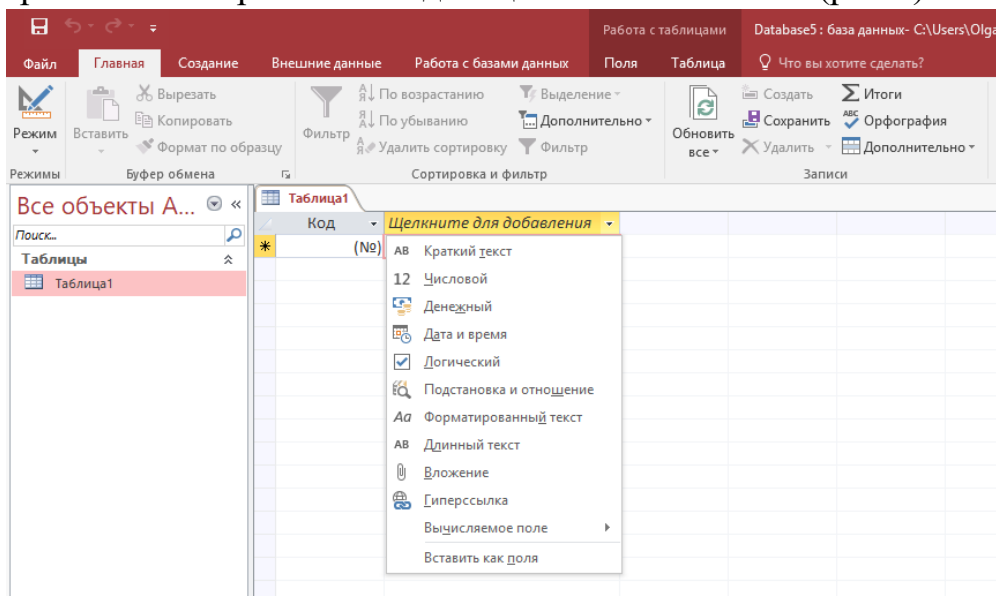 Работа с таблицами
Database5 : база данных- C:\Users\Olga
Файл Главная Создание Внешние данные Работа с базами данных Поля Таблица Что вы хотите сделать?
Режим
Вставить
Вырезать
Копировать
Формат по образцу
Фильтр
По возрастанию
По убыванию
Удалить сортировку
Выделение
Дополнительно
Фильтр
Обновить
все
Создать
Сохранить
Удалить
Итоги
Орфография
Дополнительно
Режимы Буфер обмена Сортировка и фильтр Записи
Все объекты A...
Поиск...
Таблицы
Таблица1
Таблица1
Код Щелкните для добавления
(№)
AB Краткий текст
12 Числовой
Денежный
Дата и время
Логический
Подстановка и отношение
Aa Форматированный текст
AB Длинный текст
Вложение
Гиперссылка
Вычисляемое поле
Вставить как поля